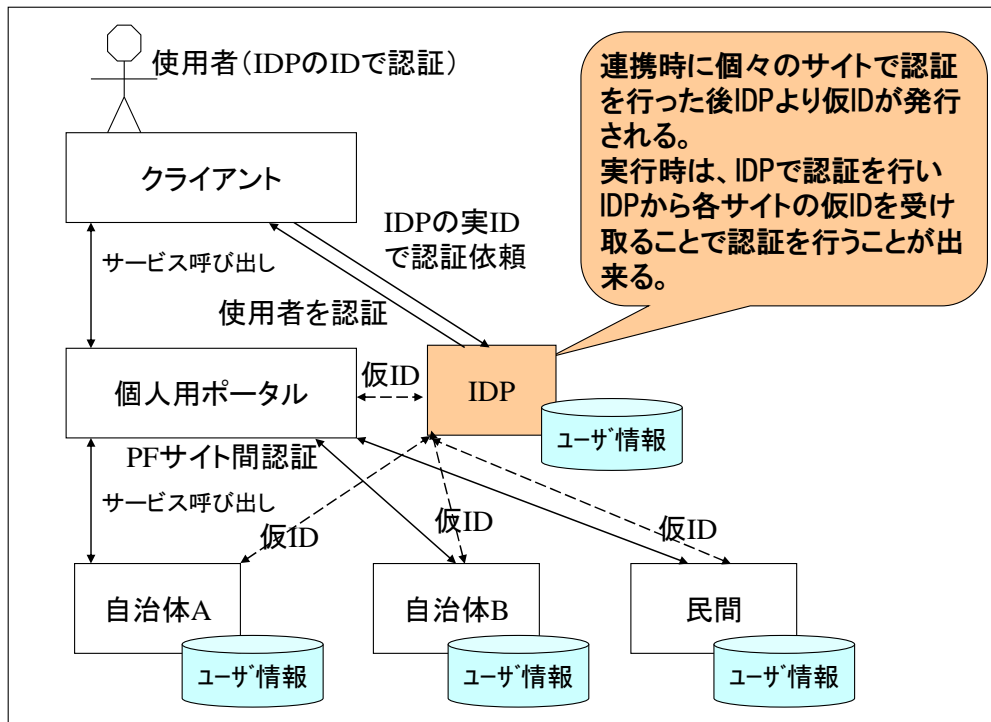 使用者(IDPのIDで認証)
連携時に個々のサイトで認証
を行った後IDPより仮IDが発行
される。
実行時は、IDPで認証を行い
IDPから各サイトの仮IDを受け
取ることで認証を行うことが出
来る。
クライアント
IDPの実ID
で認証依頼
サービス呼び出し
使用者を認証
個人用ポータル
仮ID
IDP
ユーザ情報
PFサイト間認証
サービス呼び出し
仮ID
仮ID
仮ID
自治体A
自治体B
民間
ユーザ情報
ユーザ情報
ユーザ情報